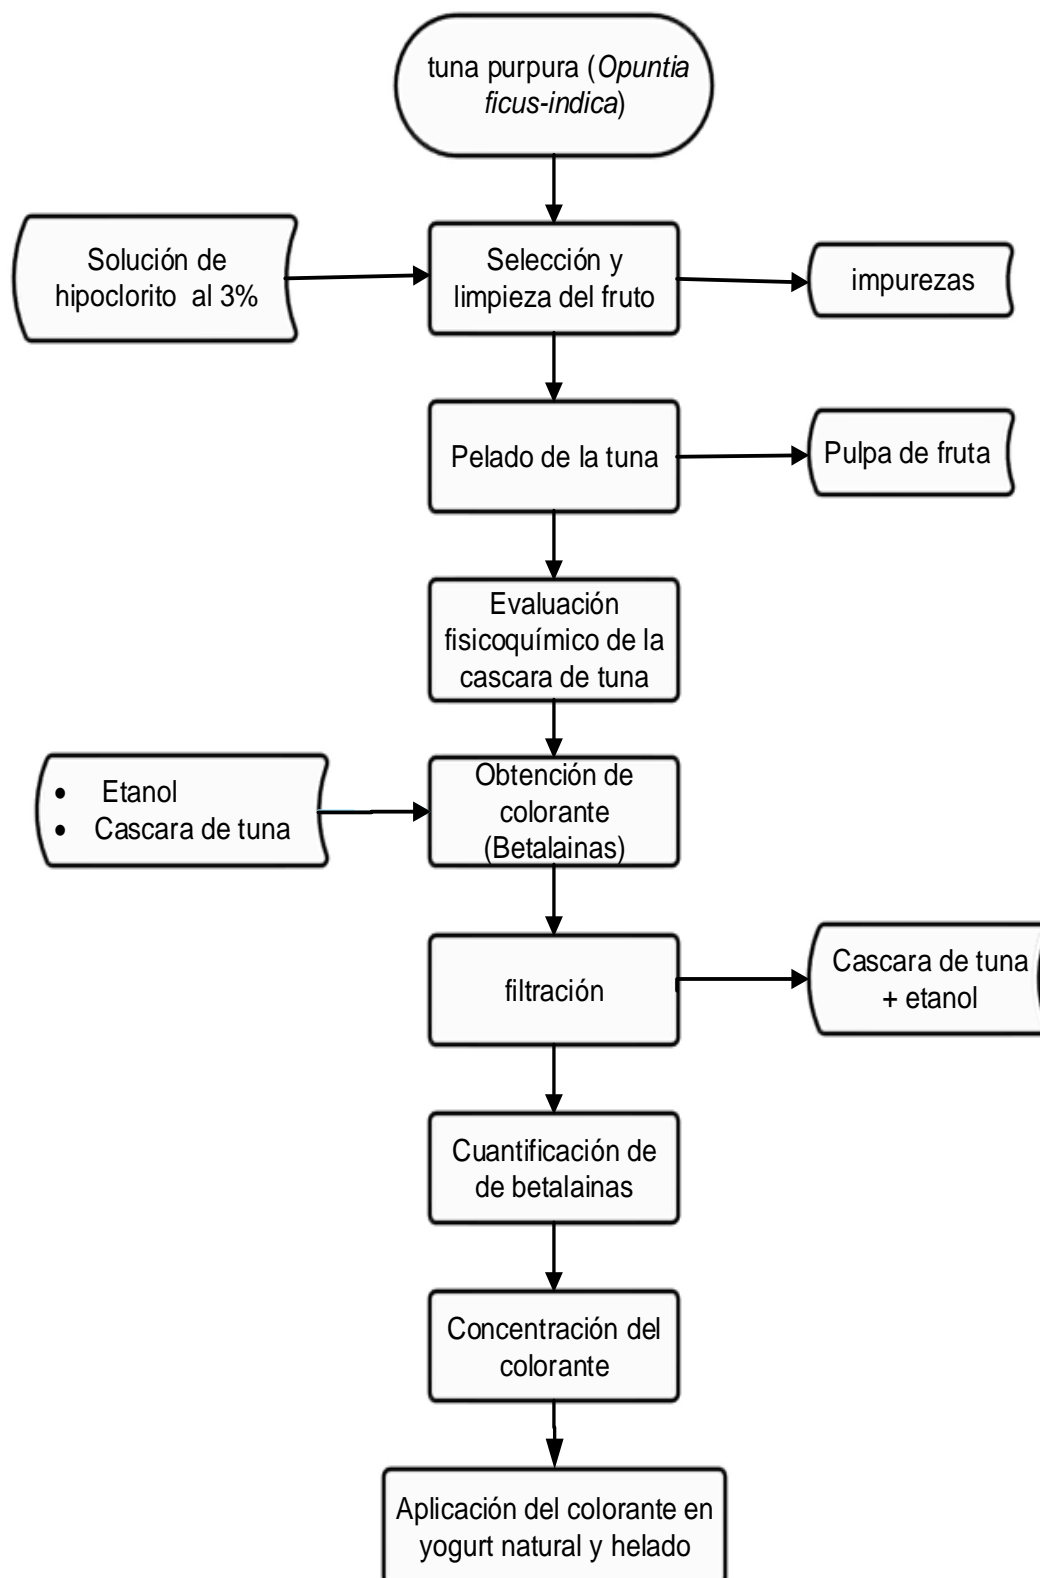 tuna purpura (Opuntia
ficus-indica)
Solución de
hipoclorito al 3%
Selección y
limpieza del fruto
impurezas
Pelado de la tuna
Pulpa de fruta
Evaluación
fisicoquímico de la
cascara de tuna
• Etanol
• Cascara de tuna
Obtención de
colorante
(Betalainas)
filtración
Cascara de tuna
+ etanol
Cuantificación de
de betalainas
Concentración del
colorante
Aplicación del colorante en
yogurt natural y helado